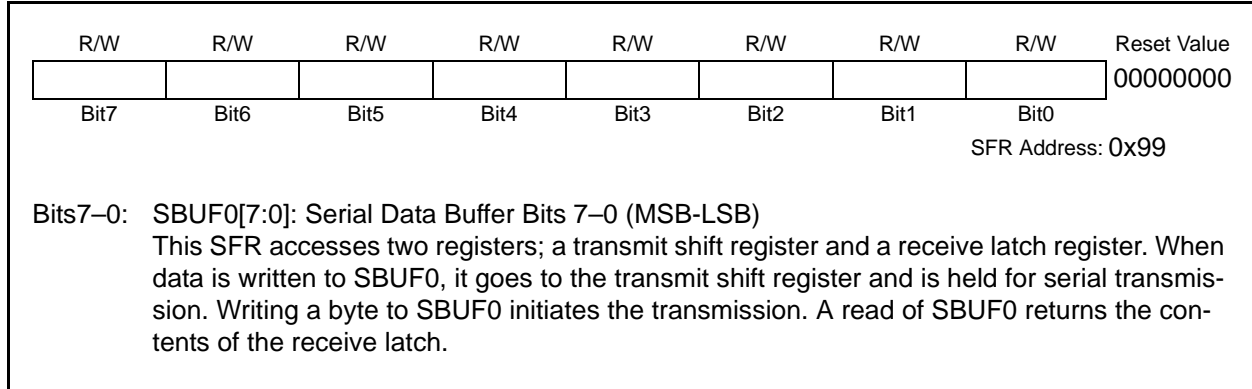 R/W R/W R/W R/W R/W R/W R/W R/W Reset Value
00000000
Bit7 Bit6 Bit5 Bit4 Bit3 Bit2 Bit1 Bit0
SFR Address: 0x99
Bits7–0: SBUF0[7:0]: Serial Data Buffer Bits 7–0 (MSB-LSB)
This SFR accesses two registers; a transmit shift register and a receive latch register. When
data is written to SBUF0, it goes to the transmit shift register and is held for serial transmis-
sion. Writing a byte to SBUF0 initiates the transmission. A read of SBUF0 returns the con-
tents of the receive latch.